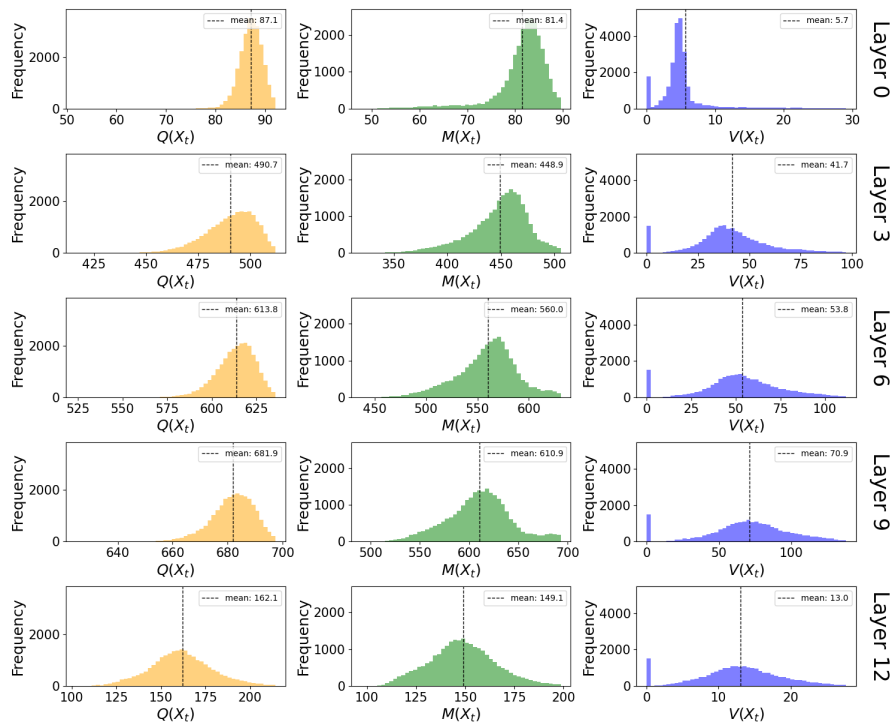 mean: 87.1
mean: 81.4
mean: 5.7
Frequency
2000
0
50 60 70 80 90
Q(X_t)
2000
1000
0
50 60 70 80 90
M(X_t)
Frequency
4000
2000
0
0 10 20 30
V(X_t)
Layer 0
mean: 490.7
mean: 448.9
mean: 41.7
Frequency
2000
0
425 450 475 500
Q(X_t)
2000
1000
0
350 400 450 500
M(X_t)
Frequency
4000
2000
0
0 25 50 75 100
V(X_t)
Layer 3
mean: 613.8
mean: 560.0
mean: 53.8
Frequency
2000
0
525 550 575 600 625
Q(X_t)
2000
1000
0
450 500 550 600
M(X_t)
Frequency
4000
2000
0
0 25 50 75 100
V(X_t)
Layer 6
mean: 681.9
mean: 610.9
mean: 70.9
Frequency
2000
0
640 660 680 700
Q(X_t)
2000
1000
0
500 550 600 650 700
M(X_t)
Frequency
4000
2000
0
0 50 100
V(X_t)
Layer 9
mean: 162.1
mean: 149.1
mean: 13.0
Frequency
2000
0
100 125 150 175 200
Q(X_t)
2000
1000
0
100 150 200
M(X_t)
Frequency
4000
2000
0
0 10 20
V(X_t)
Layer 12